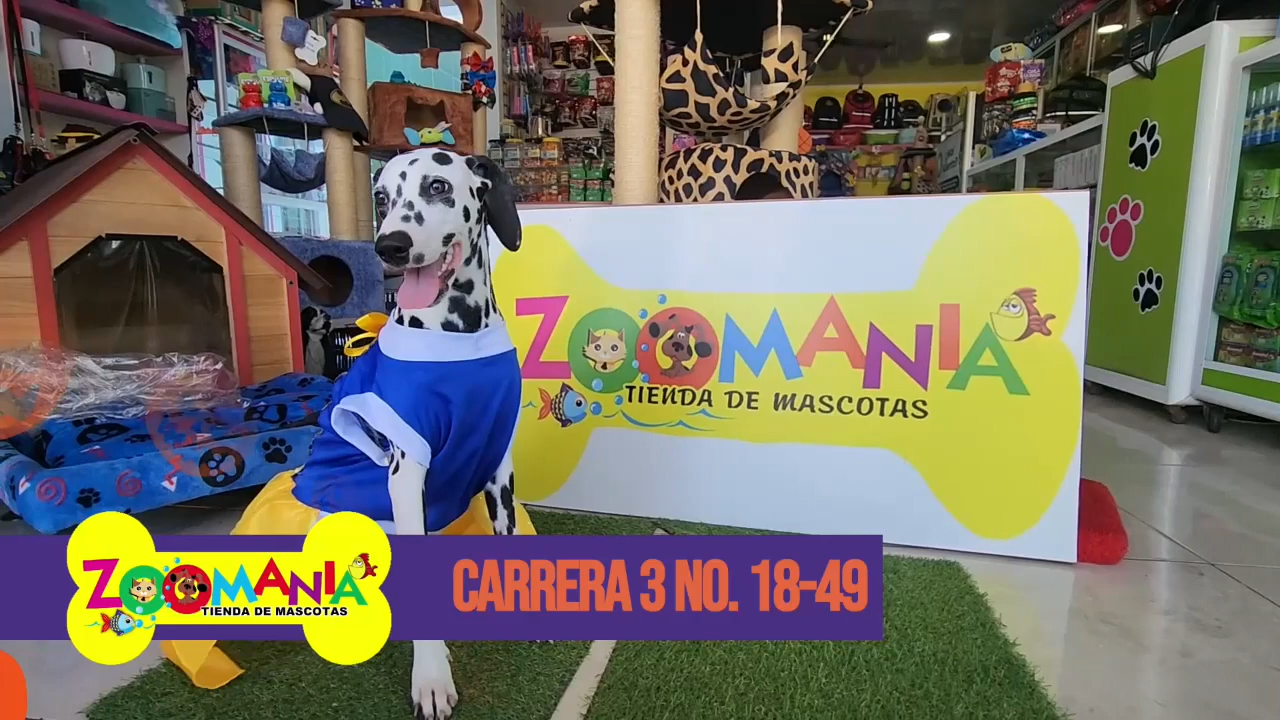 ZOOMANIA
TIENDA DE MASCOTAS
ZOOMANIA
TIENDA DE MASCOTAS
CARRERA 3 NO. 18-49